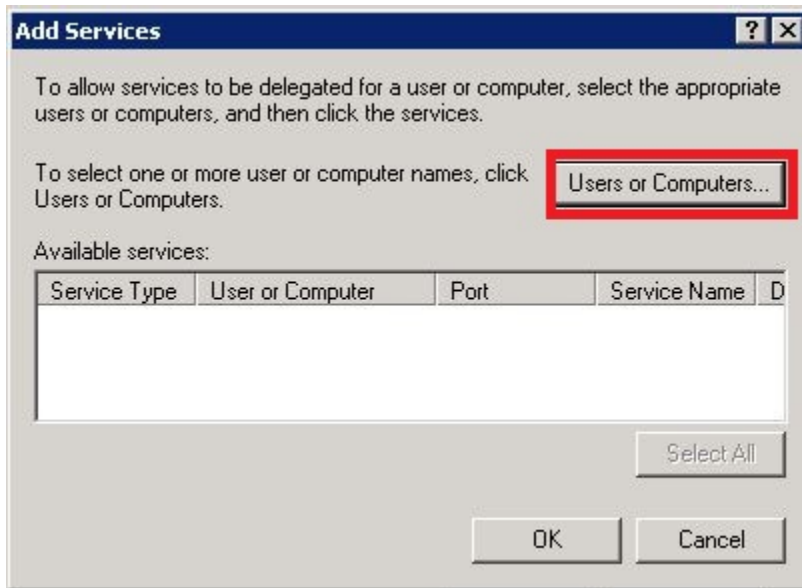 Add Services
To allow services to be delegated for a user or computer, select the appropriate
users or computers, and then click the services.
To select one or more user or computer names, click
Users or Computers.
Users or Computers...
Available services:
Service Type User or Computer Port Service Name D
Select All
OK Cancel